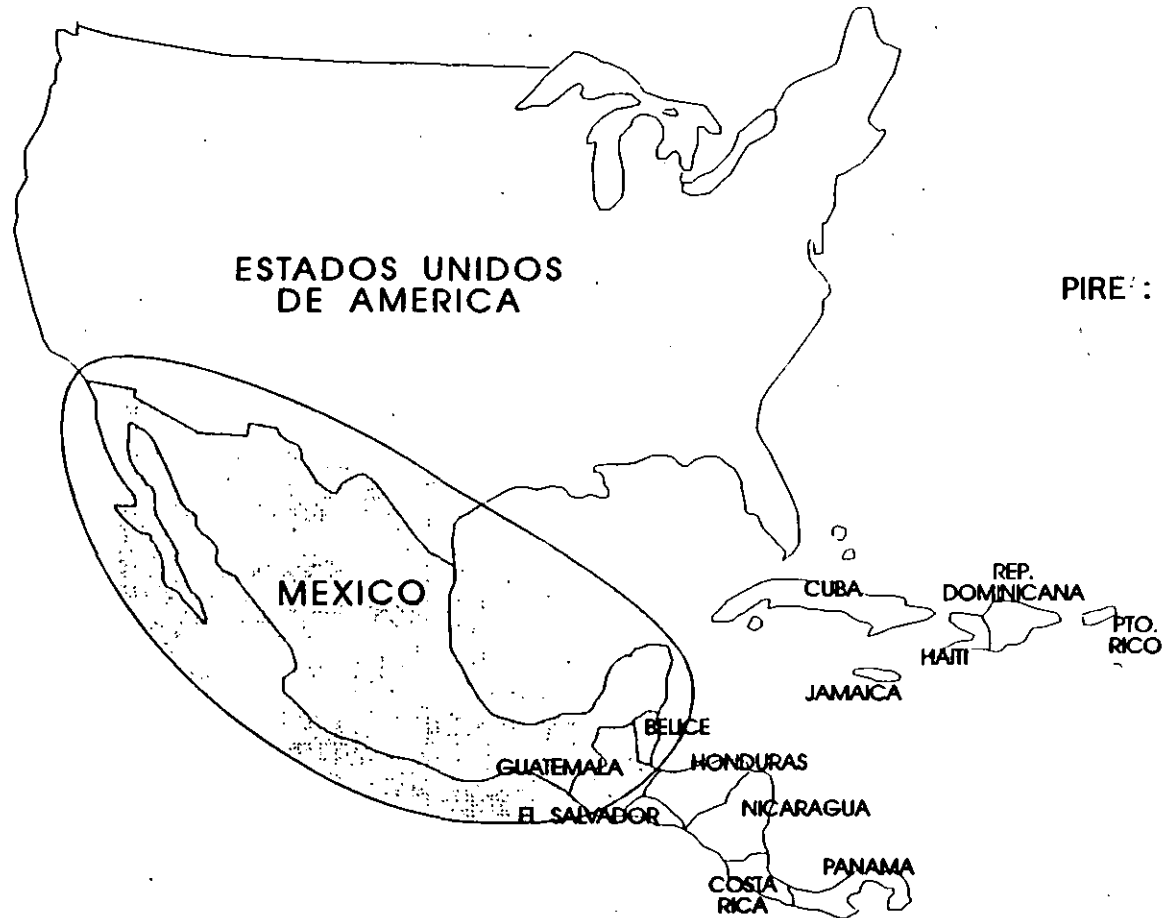 ESTADOS UNIDOS
DE AMERICA
PIRE :
MEXICO
CUBA
REP.
DOMINICANA
PTO.
RICO
HAITI
JAMAICA
BELICE
GUATEMALA
HONDURAS
EL SALVADOR
NICARAGUA
PANAMA
COSTA
RICA